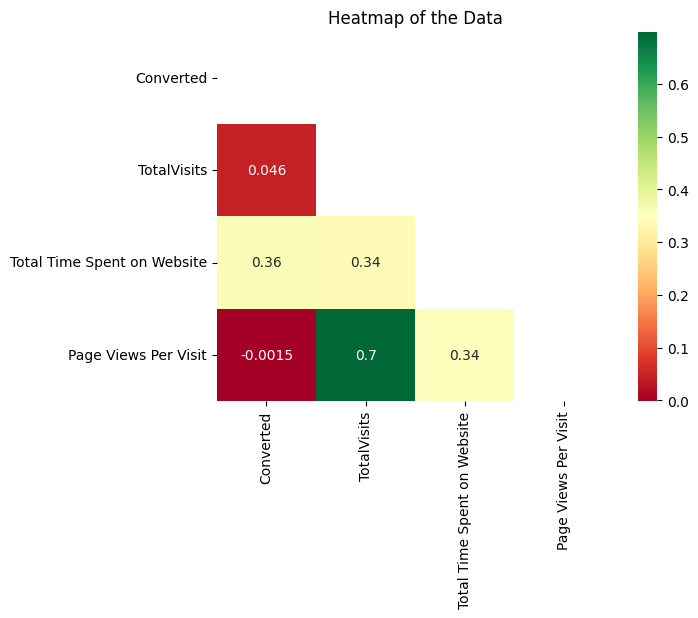 Heatmap of the Data
Converted
TotalVisits
Total Time Spent on Website
Page Views Per Visit
0.046
0.36 0.34
-0.0015 0.7 0.34
Converted
TotalVisits
Total Time Spent on Website
Page Views Per Visit
0.6
0.5
0.4
0.3
0.2
0.1
0.0